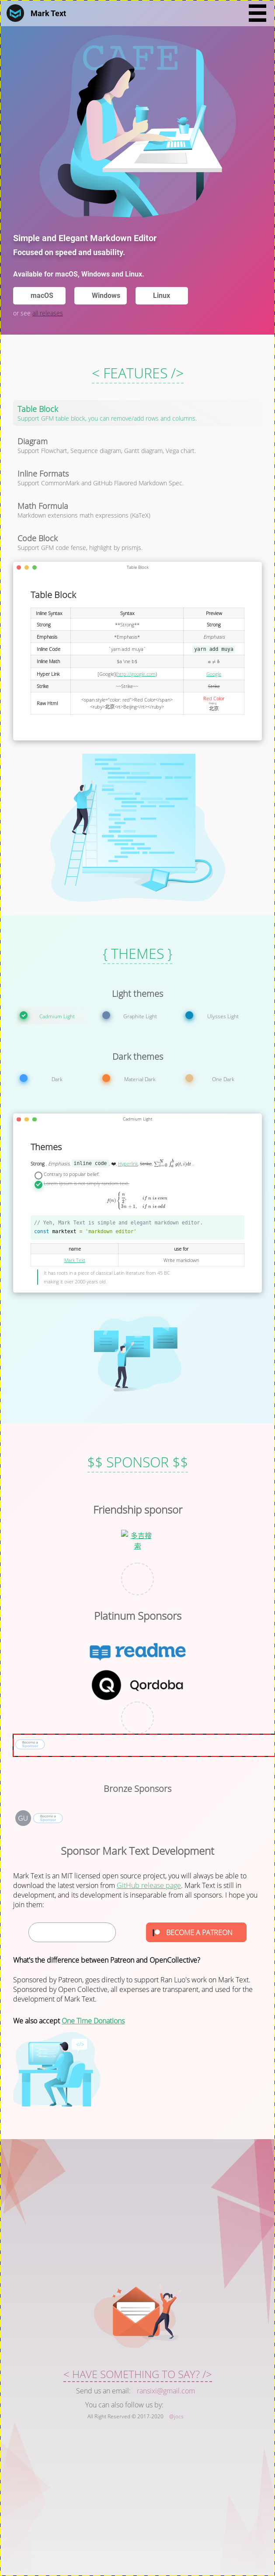 Mark Text
CAFE
Simple and Elegant Markdown Editor
Focused on speed and usability.
Available for macOS, Windows and Linux.
macOS
Windows
Linux
or see all releases
< FEATURES />
Table Block
Support GFM table block, you can remove/add rows and columns.
Diagram
Support Flowchart, Sequence diagram, Gantt diagram, Vega chart.
Inline Formats
Support CommonMark and GitHub Flavored Markdown Spec.
Math Formula
Markdown extensions math expressions (KaTeX)
Code Block
Support GFM code fense, highlight by prismjs.
Table Block
Table Block
Inline Syntax Syntax Preview
Strong **Strong** Strong
Emphasis *Emphasis* Emphasis
Inline Code `yarn add muya` yarn add muya
Inline Math $a \ne b$ a ≠ b
Hyper Link [Google](https://google.com) Google
Strike ~~Strike~~ Strike
Raw Html <span style="color: red">Red Color</span> Red Color
<ruby>北京<rt>Beijing</rt></ruby> 北京
{ THEMES }
Light themes
Cadmium Light
Graphite Light
Ulysses Light
Dark themes
Dark
Material Dark
One Dark
Cadmium Light
Themes
Contrary to popular belief
Lorem Ipsum is not simply random text.
// Yeh, Mark Text is simple and elegant markdown editor.
const marktext = 'markdown editor'
name use for
Mark Text Write markdown
It has roots in a piece of classical Latin literature from 45 BC
making it over 2000 years old.
$$ SPONSOR $$
Friendship sponsor
多吉搜
索
Platinum Sponsors
readme
Qordoba
Become a
Sponsor
Bronze Sponsors
GU
Become a
Sponsor
Sponsor Mark Text Development
Mark Text is an MIT licensed open source project, you will always be able to
download the latest version from GitHub release page. Mark Text is still in
development, and its development is inseparable from all sponsors. I hope you
join them:
BECOME A PATREON
What's the difference between Patreon and OpenCollective?
Sponsored by Patreon, goes directly to support Ran Luo's work on Mark Text.
Sponsored by Open Collective, all expenses are transparent, and used for the
development of Mark Text.
We also accept One Time Donations
< HAVE SOMETHING TO SAY? />
Send us an email: ransixi@gmail.com
You can also follow us by:
All Right Reserved © 2017-2020 @Jocs